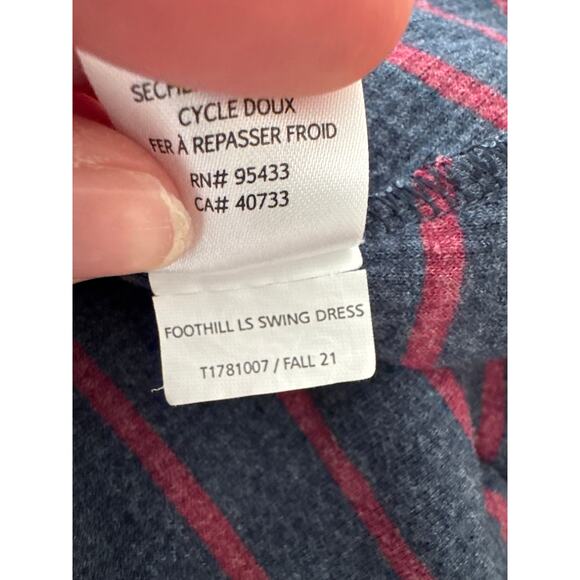 CYCLE DOUX
FER À REPASSER FROID
RN# 95433
CA# 40733
FOOTHILL LS SWING DRESS
T1781007 / FALL 21